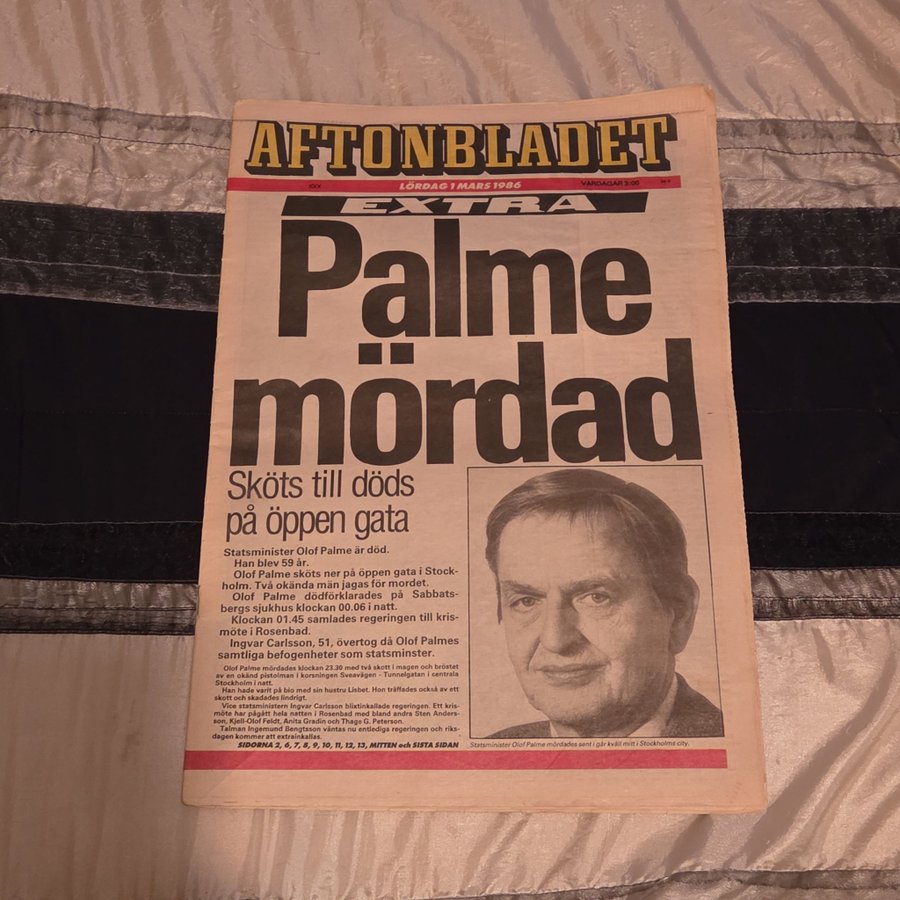 AFTONBLADET
XXX LÖRDAG 1 MARS 1986 VARDAGAR 3:00
EXTRA
Palme
mördad
Sköts till döds
på öppen gata
Statsminister Olof Palme är död.
Han blev 59 år.
Olof Palme sköts ner på öppen gata i Stock-
holm. Två okända män jagas för mordet.
Olof Palme dödförklarades på Sabbats-
bergs sjukhus klockan 00.06 i natt.
Klockan 01.45 samlades regeringen till kris-
möte i Rosenbad.
Ingvar Carlsson, 51, övertog då Olof Palmes
samtliga befogenheter som statsminster.
Olof Palme mördades klockan 23.30 med två skott i magen och bröstet
av en okänd pistolman i korsningen Sveavägen - Tunnelgatan i centrala
Stockholm i natt.
Han hade varit på bio med sin hustru Lisbet. Hon träffades också av ett
skott och skadades lindrigt.
Vice statsministern Ingvar Carlsson blixtinkallade regeringen. Ett kris-
möte har pågått hela natten i Rosenbad med bland andra Sten Anders-
son, Kjell-Olof Feldt, Anita Gradin och Thage G. Peterson.
Talman Ingemund Bengtsson väntas nu entlediga regeringen och riks-
dagen kommer att extrainkallas.
SIDORNA 2, 6, 7, 8, 9, 10, 11, 12, 13, MITTEN och SISTA SIDAN
Statsminister Olof Palme mördades sent i går kväll mitt i Stockholms city.